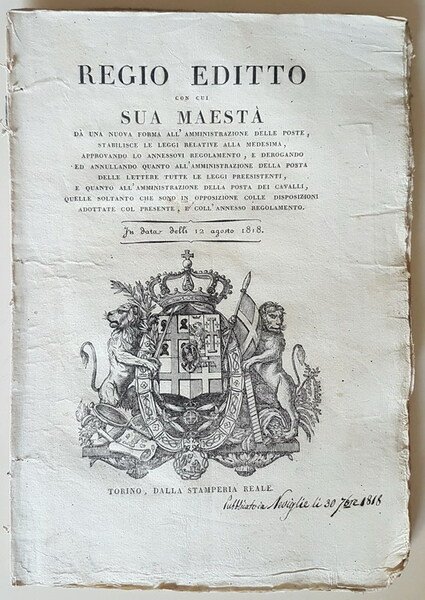 REGIO EDITTO
CON CUI
SUA MAESTÀ
DÀ UNA NUOVA FORMA ALL'AMMINISTRAZIONE DELLE POSTE,
STABILISCE LE LEGGI RELATIVE ALLA MEDESIMA,
APPROVANDO LO ANNESSOVI REGOLAMENTO, E DEROGANDO
ED ANNULLANDO QUANTO ALL'AMMINISTRAZIONE DELLA POSTA
DELLE LETTERE TUTTE LE LEGGI PREESISTENTI,
E QUANTO ALL'AMMINISTRAZIONE DELLA POSTA DEI CAVALLI,
QUELLE SOLTANTO CHE SONO IN OPPOSIZIONE COLLE DISPOSIZIONI
ADOTTATE COL PRESENTE, E COLL'ANNESSO REGOLAMENTO.
In data delli 12 agosto 1818.
TORINO, DALLA STAMPERIA REALE
Pubblicato in Neviglie li 30 7bre 1818